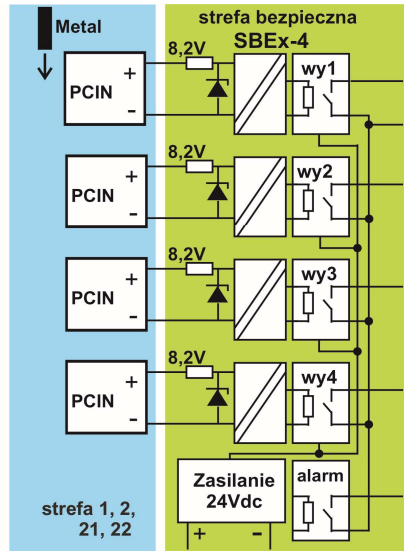 Metal
strefa bezpieczna
SBEx-4
8,2V
wy1
PCIN
+
-
8,2V
wy2
PCIN
+
-
8,2V
wy3
PCIN
+
-
8,2V
wy4
PCIN
+
-
Zasilanie
24Vdc
+ -
alarm
strefa 1, 2,
21, 22